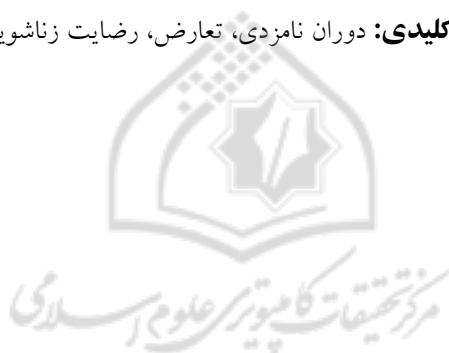 کلیدی: دوران نامزدی، تعارض، رضایت زناشوی
مرکز تحقیقات کامپیوتری علوم اسلامی